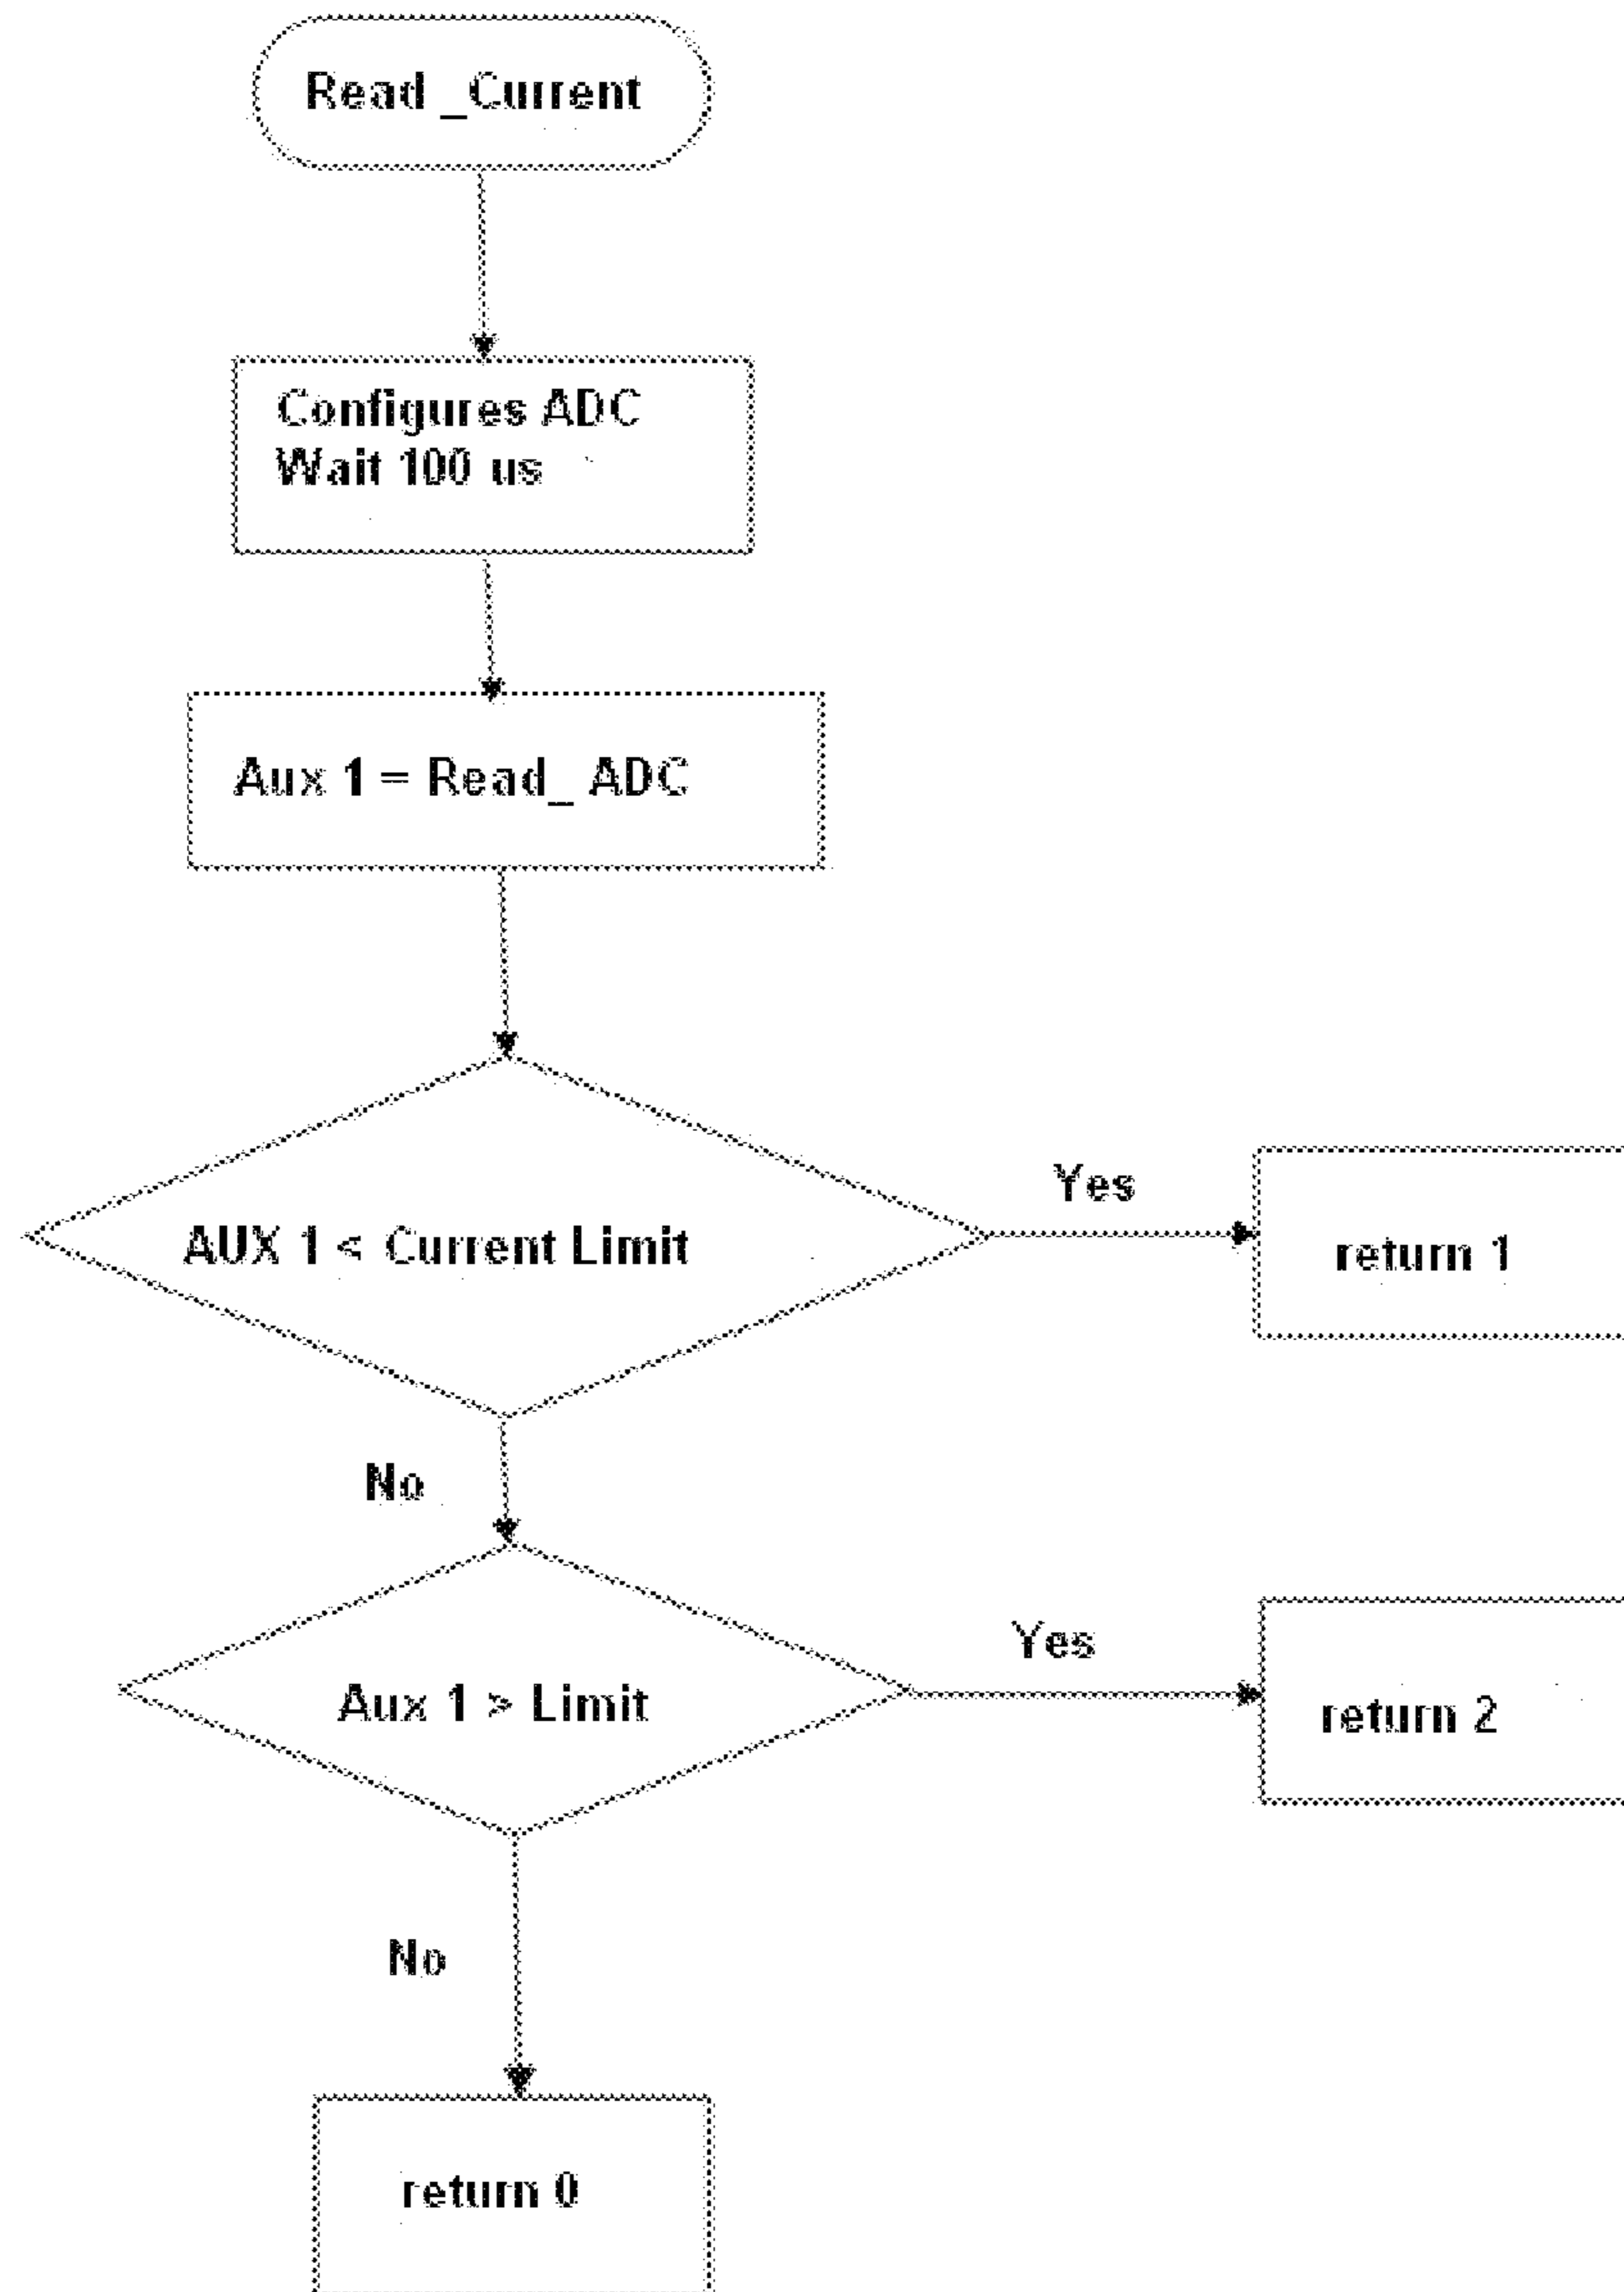 Read _Current
Configures ADC
Wait 100 us
Aux 1 = Read_ ADC
AUX 1 < Current Limit
Yes
return 1
No
Aux 1 > Limit
Yes
return 2
No
return 0